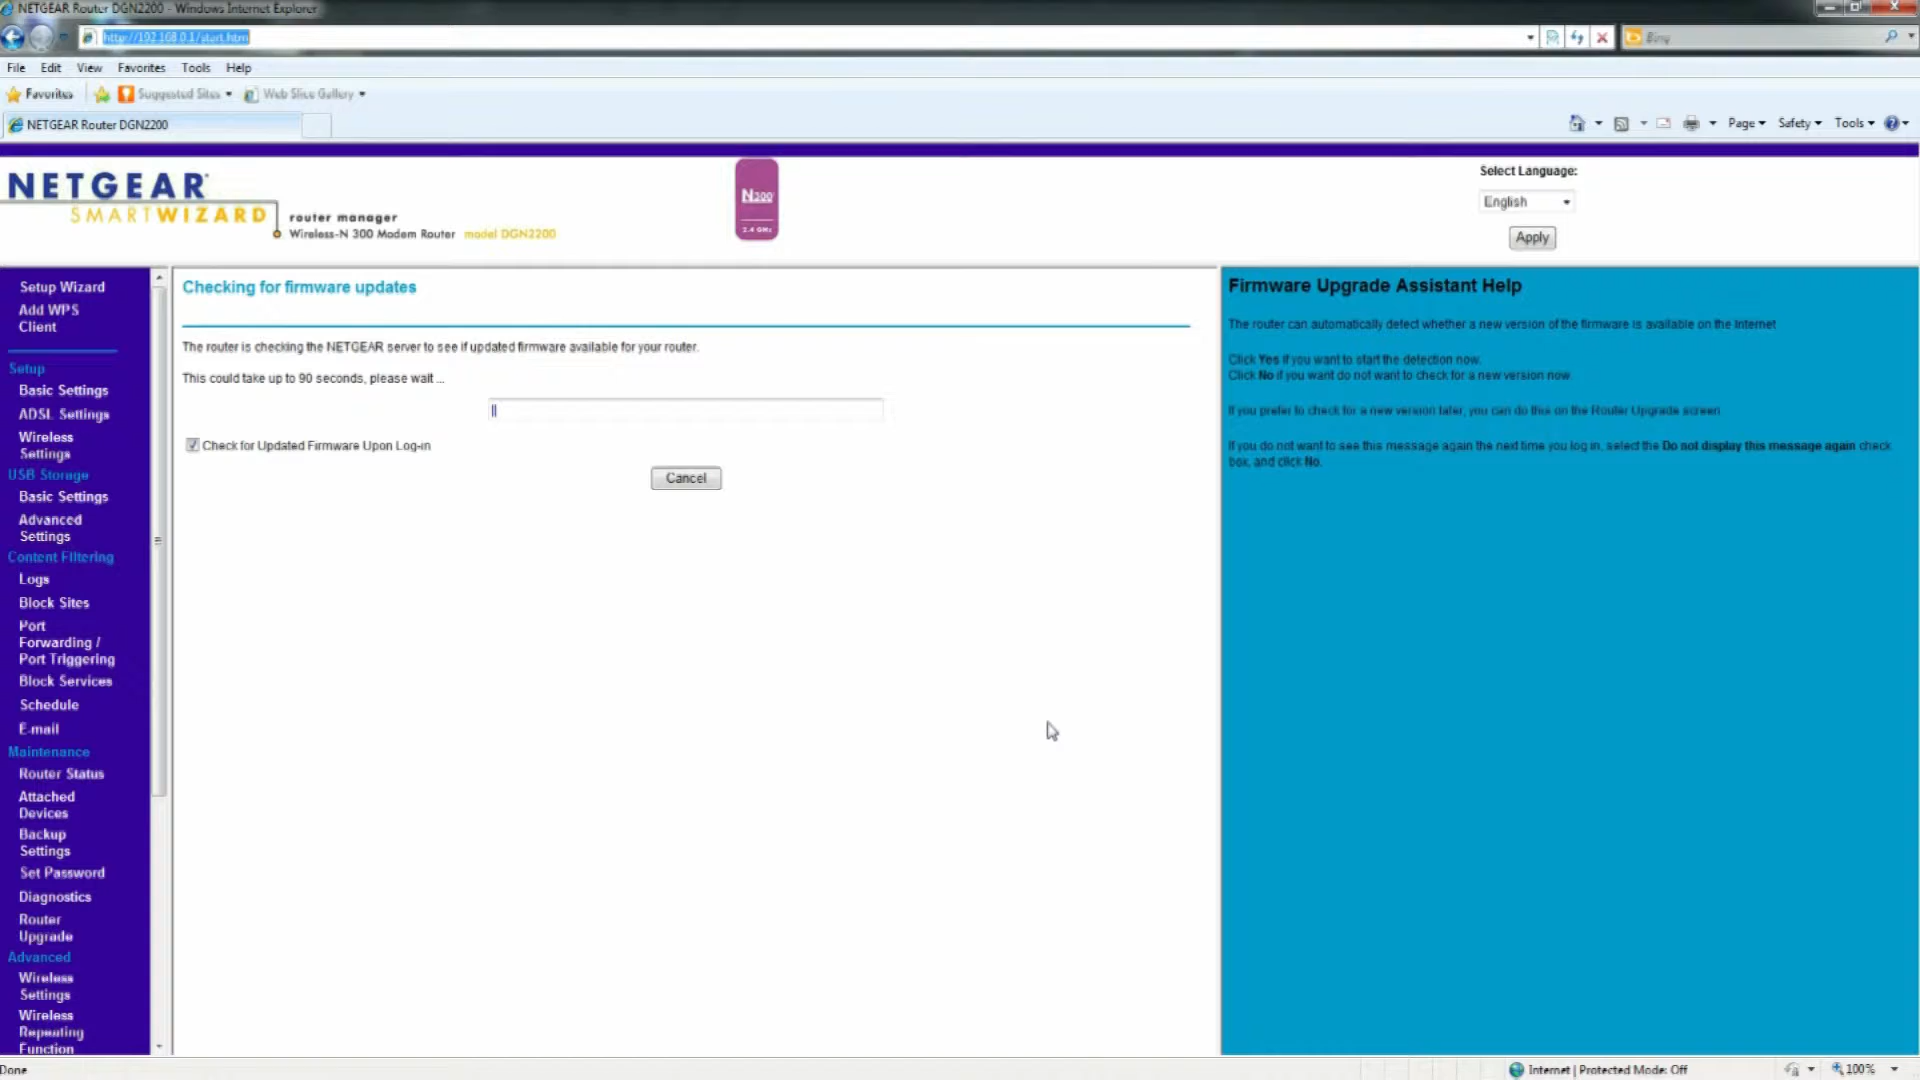 NETGEAR Router DGN2200 - Windows Internet Explorer
http://192.168.0.1/start.htm
Bing
File Edit View Favorites Tools Help
Favorites Suggested Sites Web Slice Gallery
NETGEAR Router DGN2200
Page Safety Tools
NETGEAR
SMARTWIZARD
router manager
Wireless-N 300 Modem Router model DGN2200
N300
2.4 GHz
Select Language:
English
Apply
Setup Wizard
Add WPS
Client
Setup
Basic Settings
ADSL Settings
Wireless
Settings
USB Storage
Basic Settings
Advanced
Settings
Content Filtering
Logs
Block Sites
Port
Forwarding /
Port Triggering
Block Services
Schedule
E-mail
Maintenance
Router Status
Attached
Devices
Backup
Settings
Set Password
Diagnostics
Router
Upgrade
Advanced
Wireless
Settings
Wireless
Repeating
Function
Checking for firmware updates
The router is checking the NETGEAR server to see if updated firmware available for your router.
This could take up to 90 seconds, please wait ...
Check for Updated Firmware Upon Log-in
Cancel
Firmware Upgrade Assistant Help
The router can automatically detect whether a new version of the firmware is available on the Internet
Click Yes if you want to start the detection now.
Click No if you want do not want to check for a new version now.
If you prefer to check for a new version later, you can do this on the Router Upgrade screen
If you do not want to see this message again the next time you log in, select the Do not display this message again check
box, and click No.
Done
Internet | Protected Mode: Off
100%